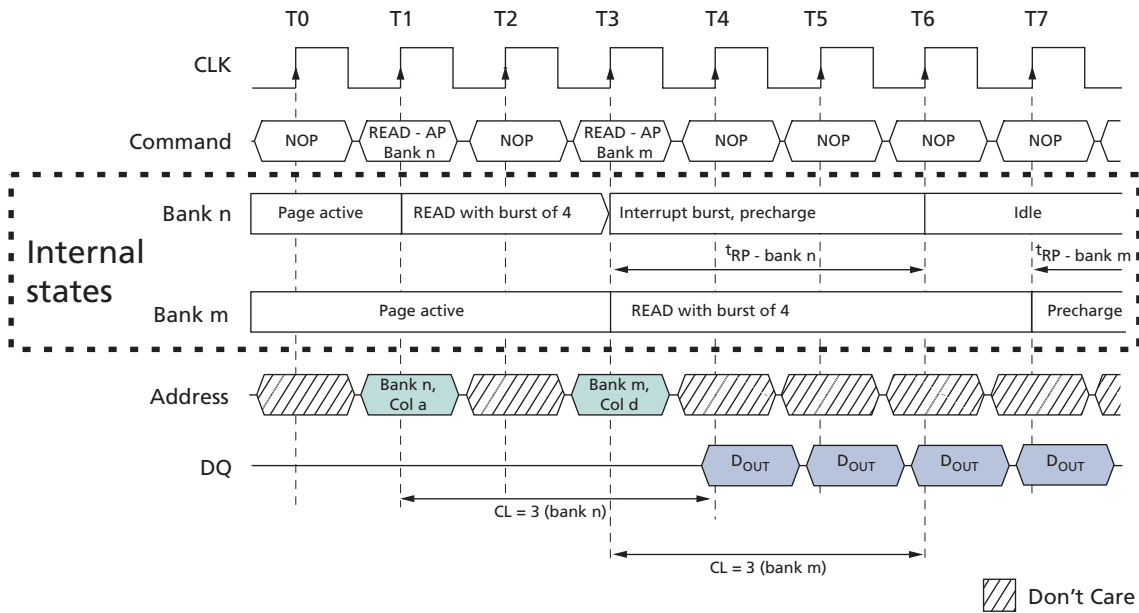 T0 T1 T2 T3 T4 T5 T6 T7
CLK
Command NOP READ - AP Bank n NOP READ - AP Bank m NOP NOP NOP NOP
Bank n Page active READ with burst of 4 Interrupt burst, precharge Idle
Internal states
tRP - bank n tRP - bank m
Bank m Page active READ with burst of 4 Precharge
Address Bank n, Col a Bank m, Col d
DQ DOUT DOUT DOUT DOUT
CL = 3 (bank n)
CL = 3 (bank m)
Don't Care